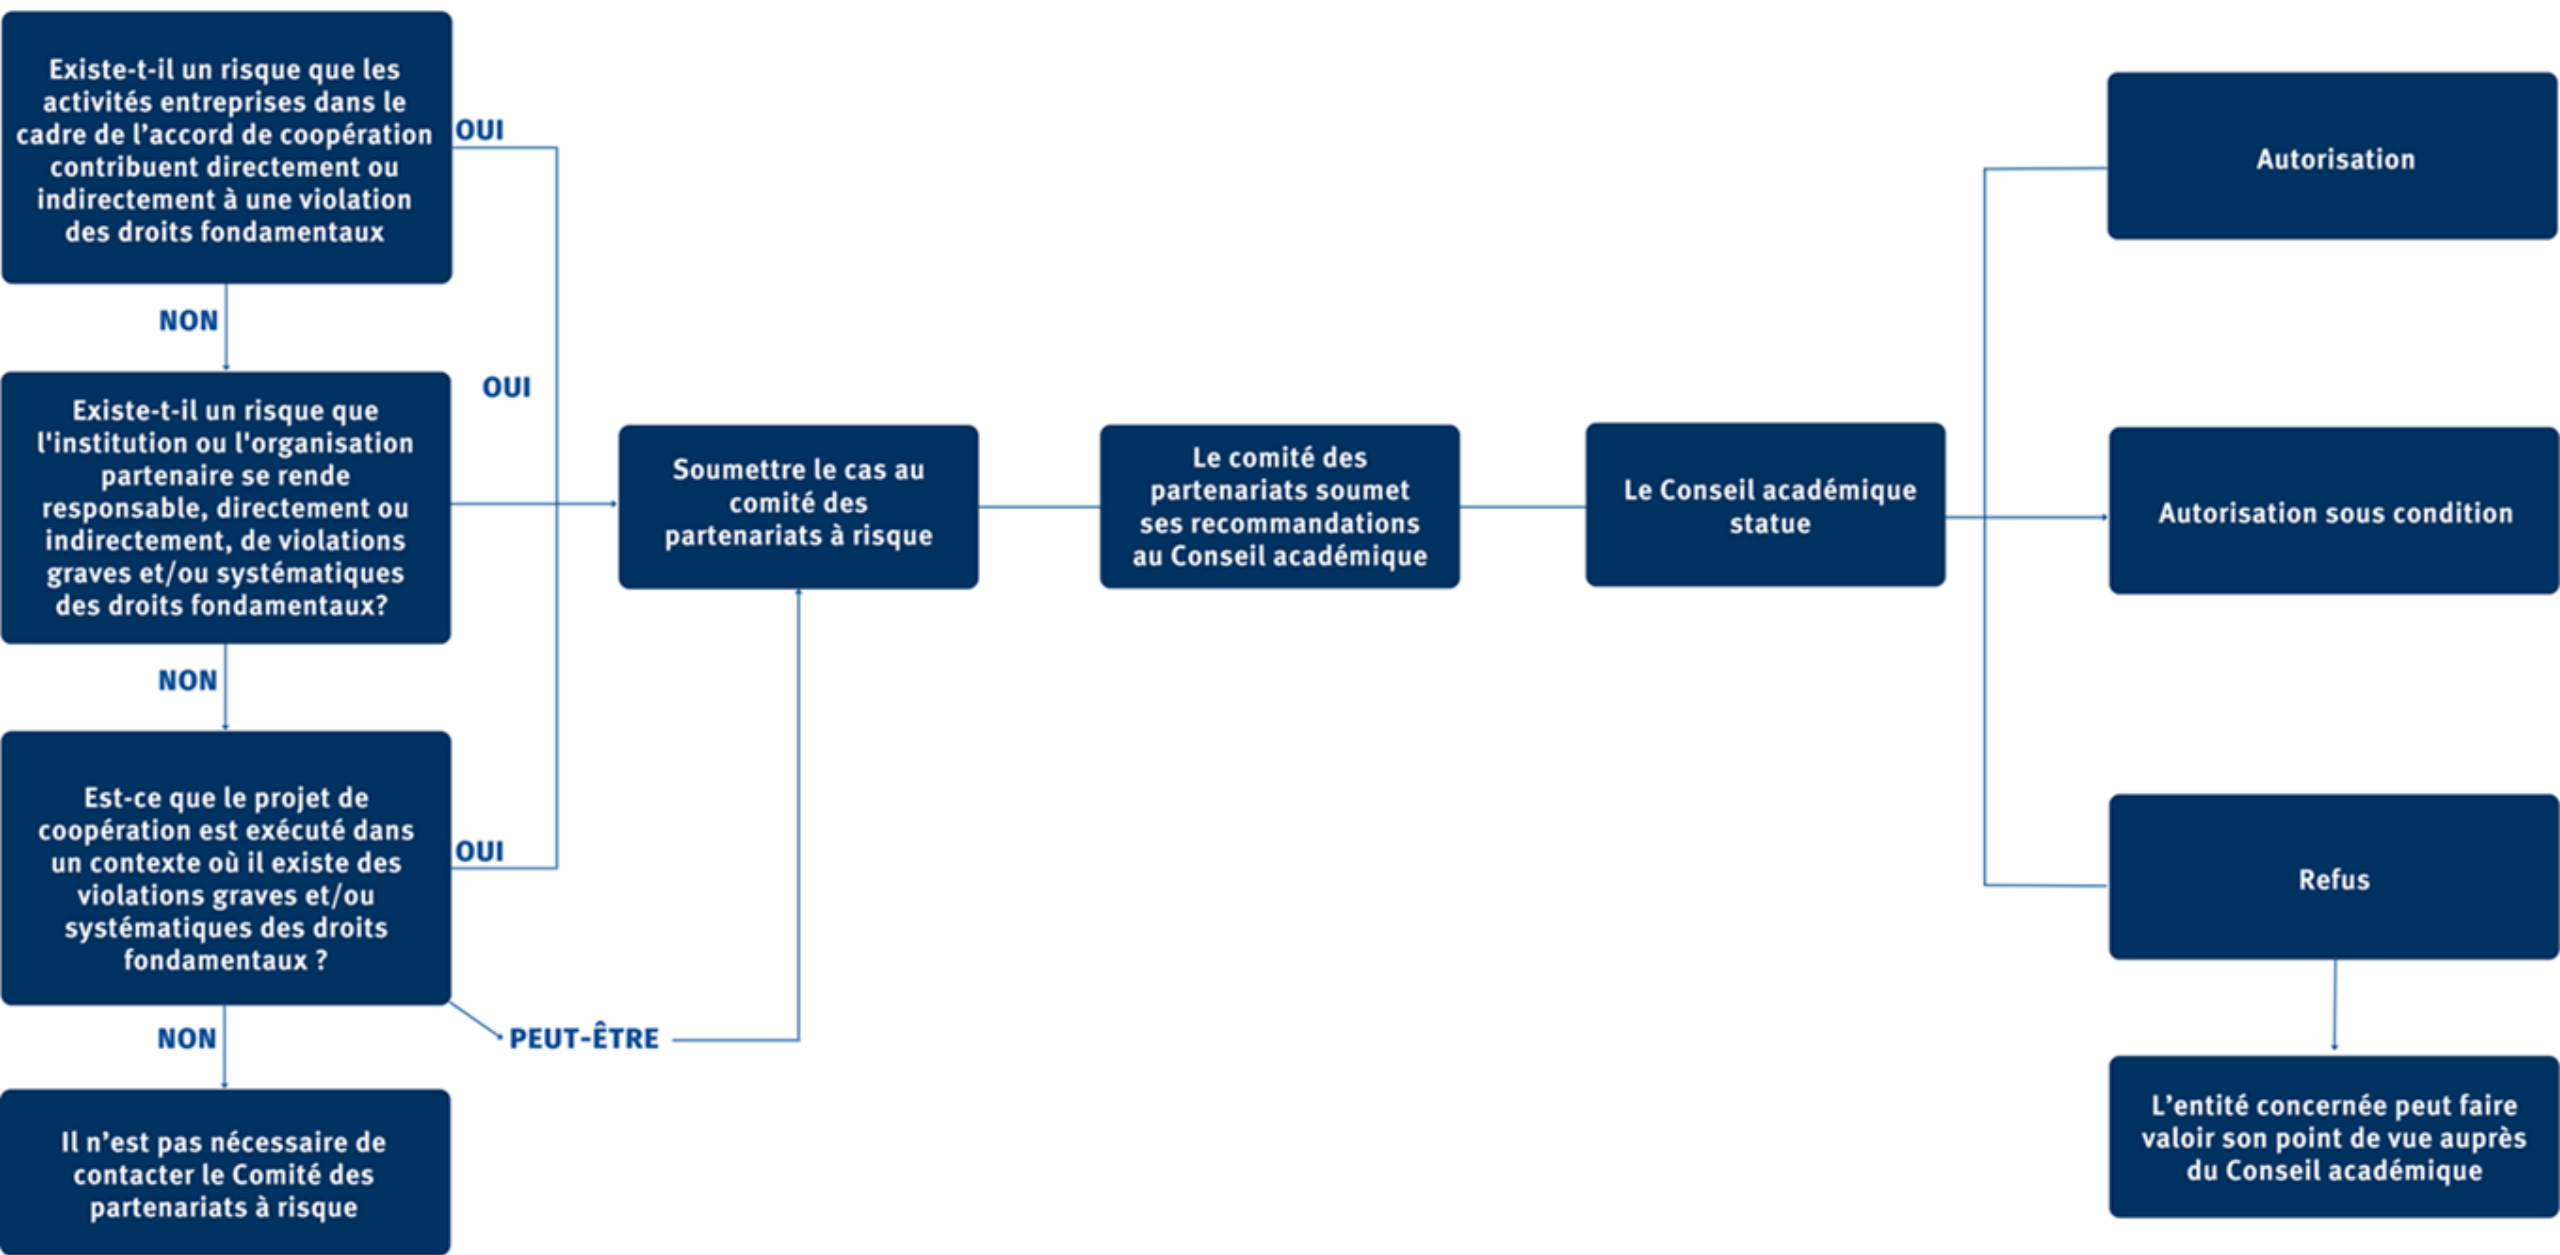 Existe-t-il un risque que les
activités entreprises dans le
cadre de l’accord de coopération
contribuent directement ou
indirectement à une violation
des droits fondamentaux
OUI
NON
Existe-t-il un risque que
l'institution ou l'organisation
partenaire se rende
responsable, directement ou
indirectement, de violations
graves et/ou systématiques
des droits fondamentaux?
OUI
NON
Est-ce que le projet de
coopération est exécuté dans
un contexte où il existe des
violations graves et/ou
systématiques des droits
fondamentaux ?
OUI
NON
PEUT-ÊTRE
Il n’est pas nécessaire de
contacter le Comité des
partenariats à risque
Soumettre le cas au
comité des
partenariats à risque
Le comité des
partenariats soumet
ses recommandations
au Conseil académique
Le Conseil académique
statue
Autorisation
Autorisation sous condition
Refus
L’entité concernée peut faire
valoir son point de vue auprès
du Conseil académique